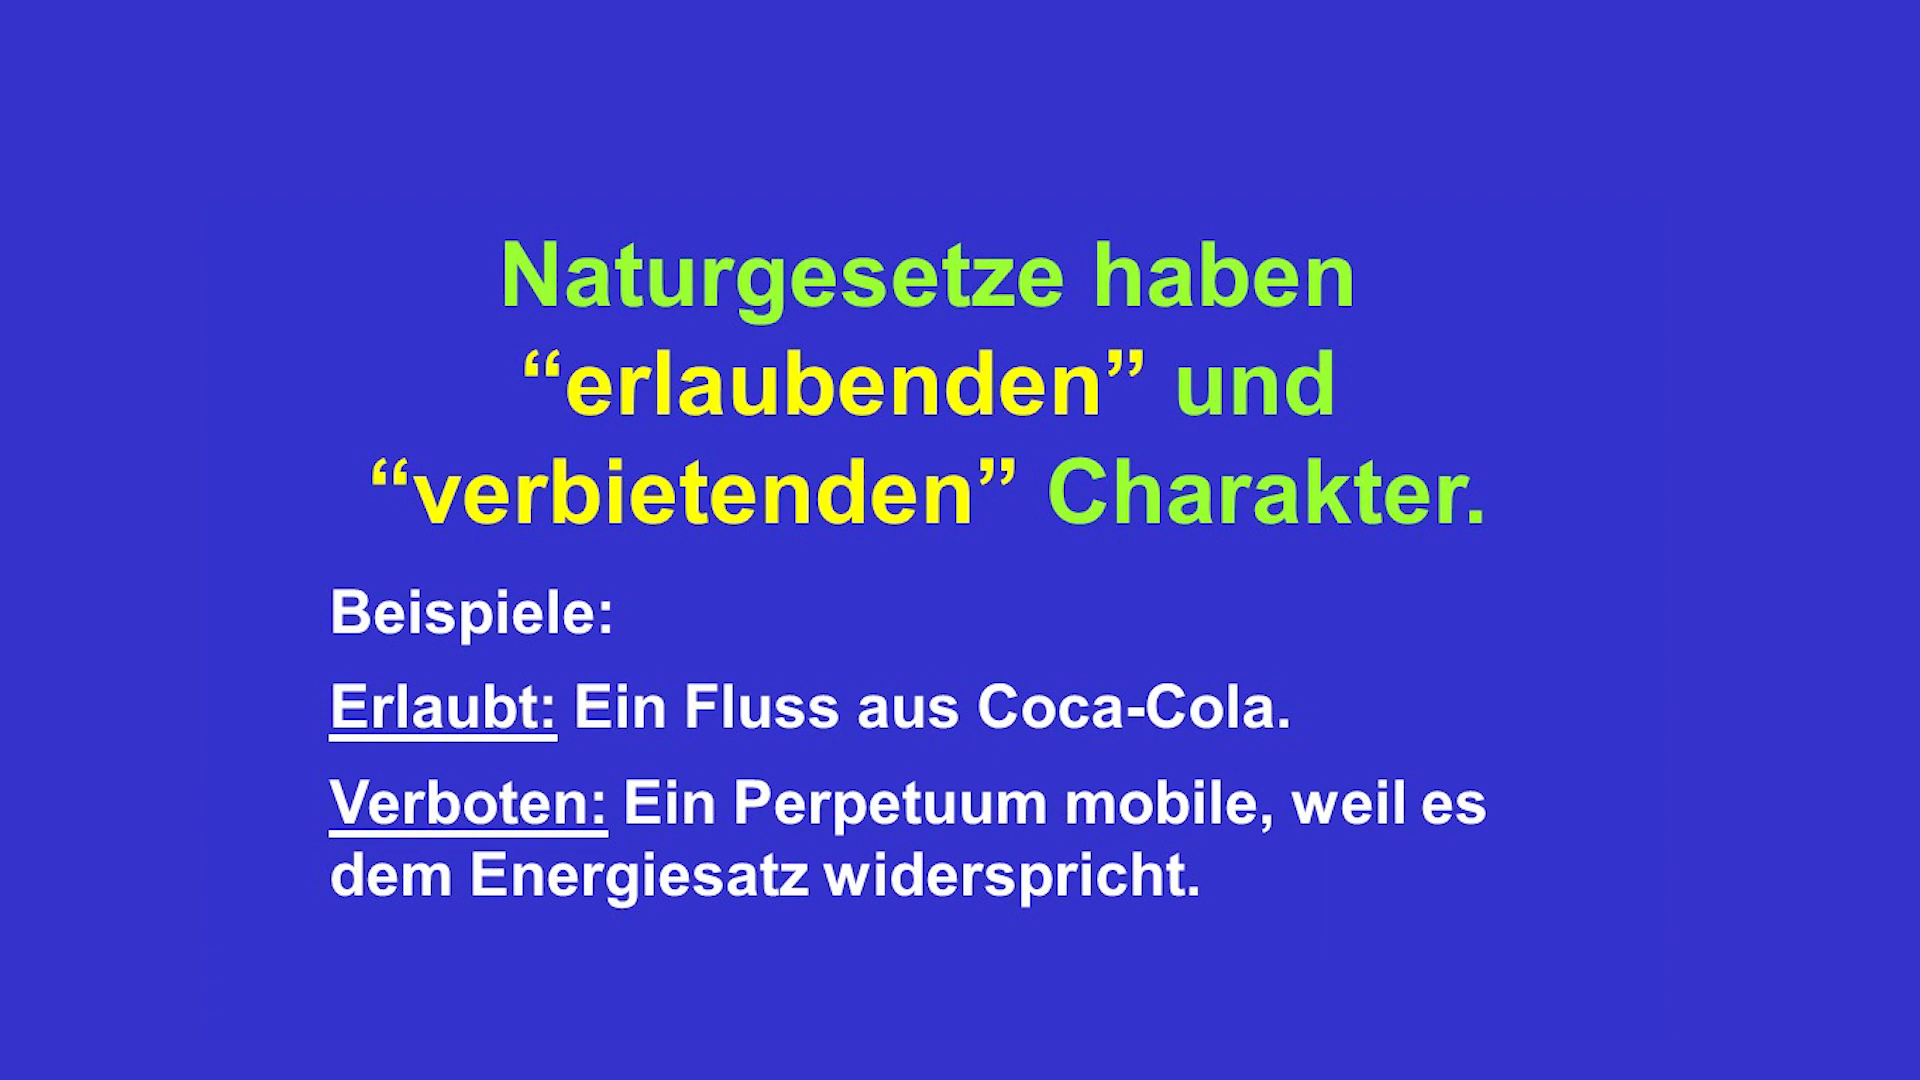 Naturgesetze haben
“erlaubenden” und
“verbietenden” Charakter.
Beispiele:
Erlaubt: Ein Fluss aus Coca-Cola.
Verboten: Ein Perpetuum mobile, weil es
dem Energiesatz widerspricht.